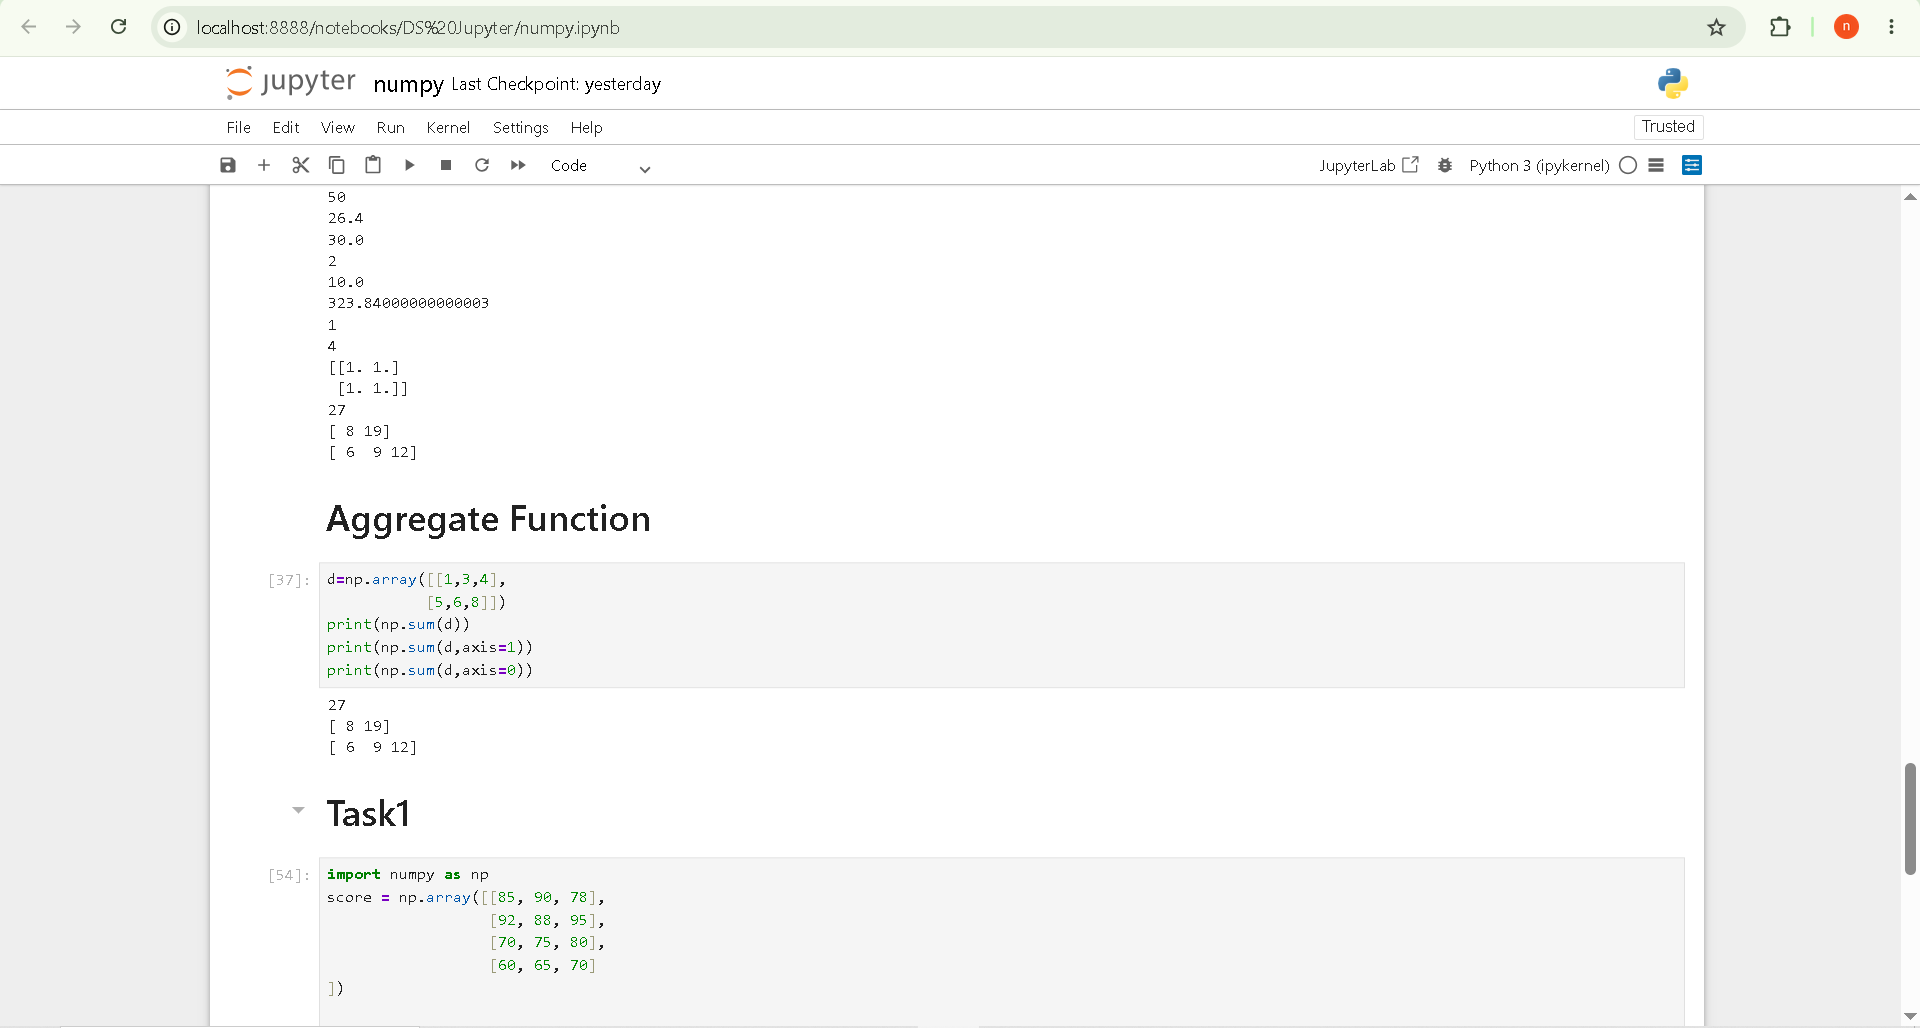 localhost:8888/notebooks/DS%20Jupyter/numpy.ipynb
n
jupyter numpy Last Checkpoint: yesterday
File Edit View Run Kernel Settings Help
Trusted
Code
JupyterLab
Python 3 (ipykernel)
50
26.4
30.0
2
10.0
323.84000000000003
1
4
[[1. 1.]
 [1. 1.]]
27
[ 8 19]
[ 6  9 12]
Aggregate Function
[37]:
d=np.array([[1,3,4],
           [5,6,8]])
print(np.sum(d))
print(np.sum(d,axis=1))
print(np.sum(d,axis=0))
27
[ 8 19]
[ 6  9 12]
Task1
[54]:
import numpy as np
score = np.array([[85, 90, 78],
                  [92, 88, 95],
                  [70, 75, 80],
                  [60, 65, 70]
])